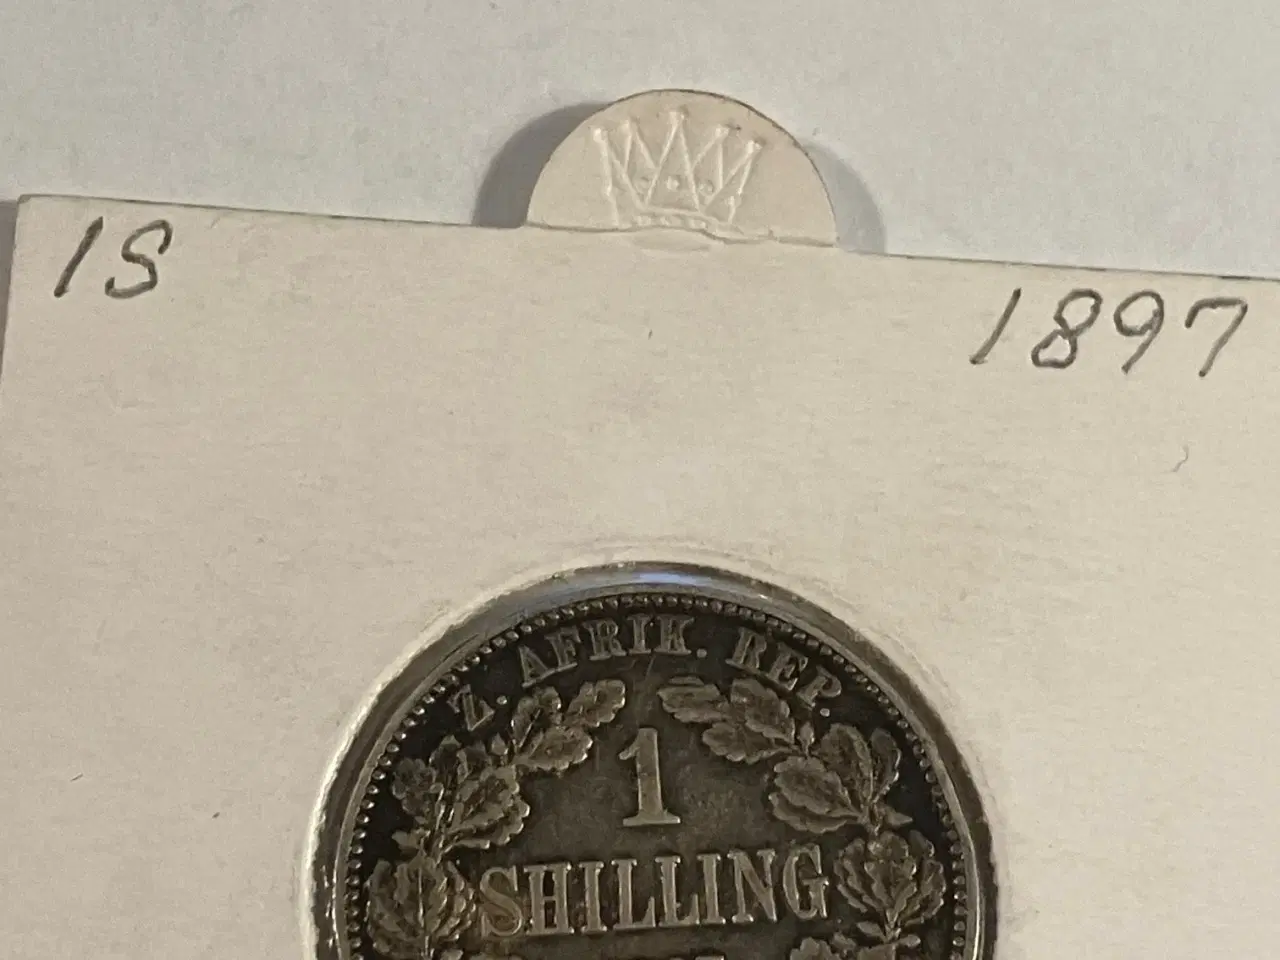 1S 1897
Z. AFRIK. REP.
1
SHILLING